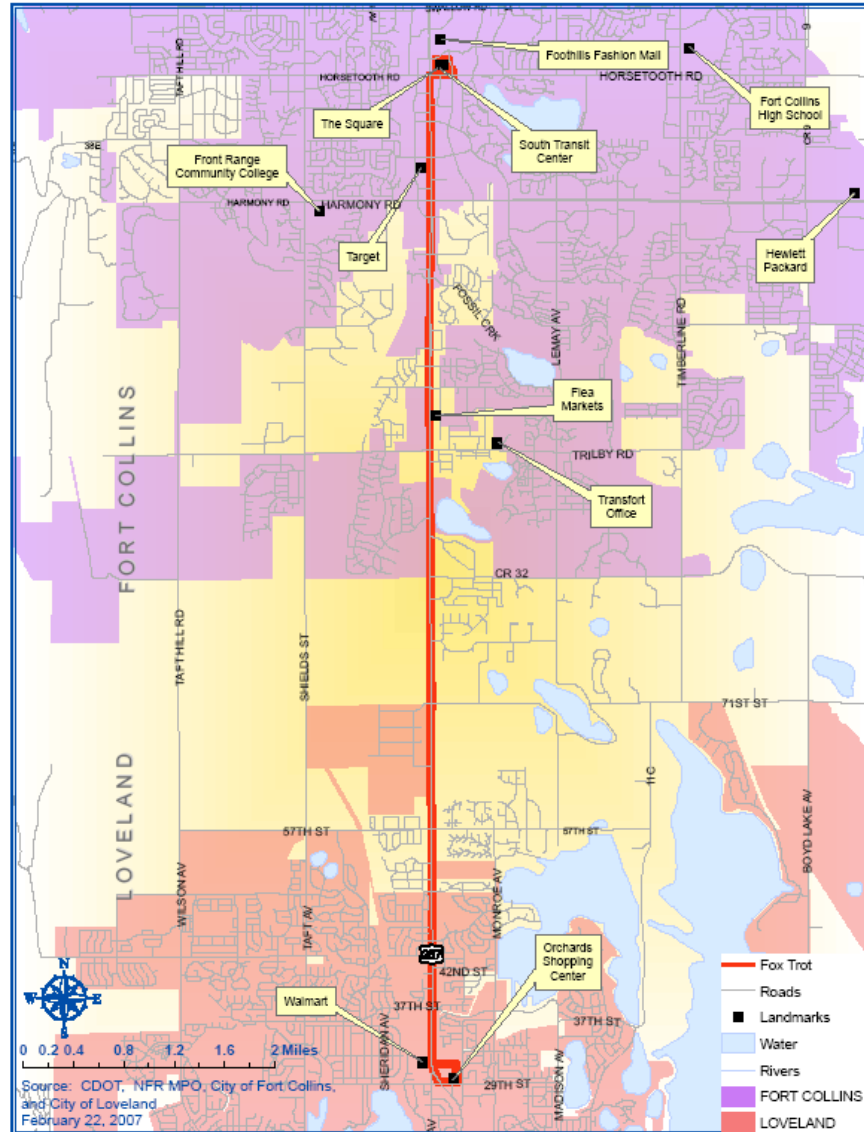 SWALLOW RD
9
TAFT HILL RD
Foothills Fashion Mall
HORSETOOTH RD
HORSETOOTH RD
Fort Collins
High School
The Square
South Transit
Center
38E
CR 9
Front Range
Community College
HARMONY RD
HARMONY RD
Target
Hewlett
Packard
FOSSIL CRK
LEMAY AV
TIMBERLINE RD
Flea
Markets
FORT COLLINS
TRILBY RD
Transfort
Office
CR 32
TAFT HILL RD
SHIELDS ST
71ST ST
11C
LOVELAND
57TH ST
57TH ST
BOYD LAKE AV
WILSON AV
TAFT AV
MONROE AV
287
42ND ST
Orchards
Shopping
Center
N
W E
S
Walmart
37TH ST
37TH ST
SHERIDAN AV
29TH ST
MADISON AV
AV
0 0.2 0.4 0.8 1.2 1.6 2 Miles
Source: CDOT, NFR MPO, City of Fort Collins,
and City of Loveland
February 22, 2007
Fox Trot
Roads
Landmarks
Water
Rivers
FORT COLLINS
LOVELAND